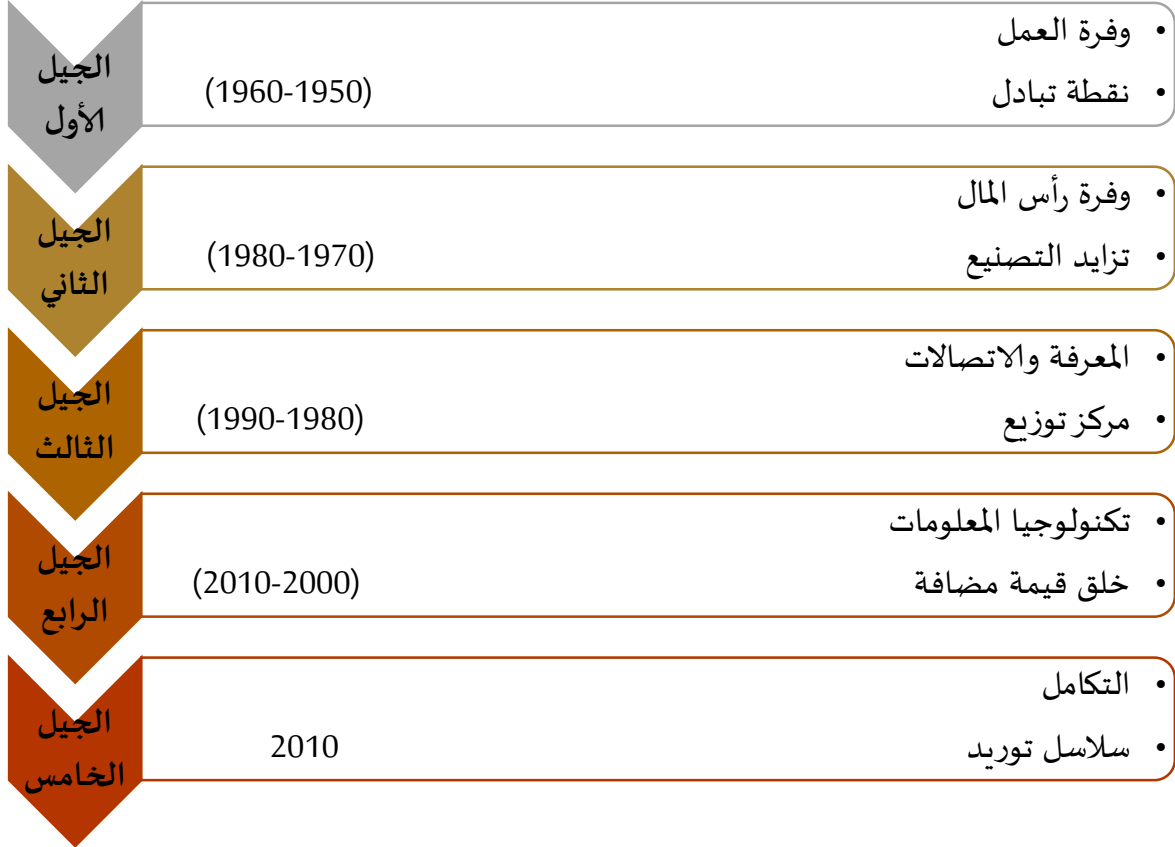 الجيل
الأول
• وفرة العمل
• نقطة تبادل (1950-1960)
الجيل
الثاني
• وفرة رأس المال
• تزايد التصنيع (1970-1980)
الجيل
الثالث
• المعرفة والاتصالات
• مركز توزيع (1980-1990)
الجيل
الرابع
• تكنولوجيا المعلومات
• خلق قيمة مضافة (2000-2010)
الجيل
الخامس
• التكامل
• سلاسل توريد 2010